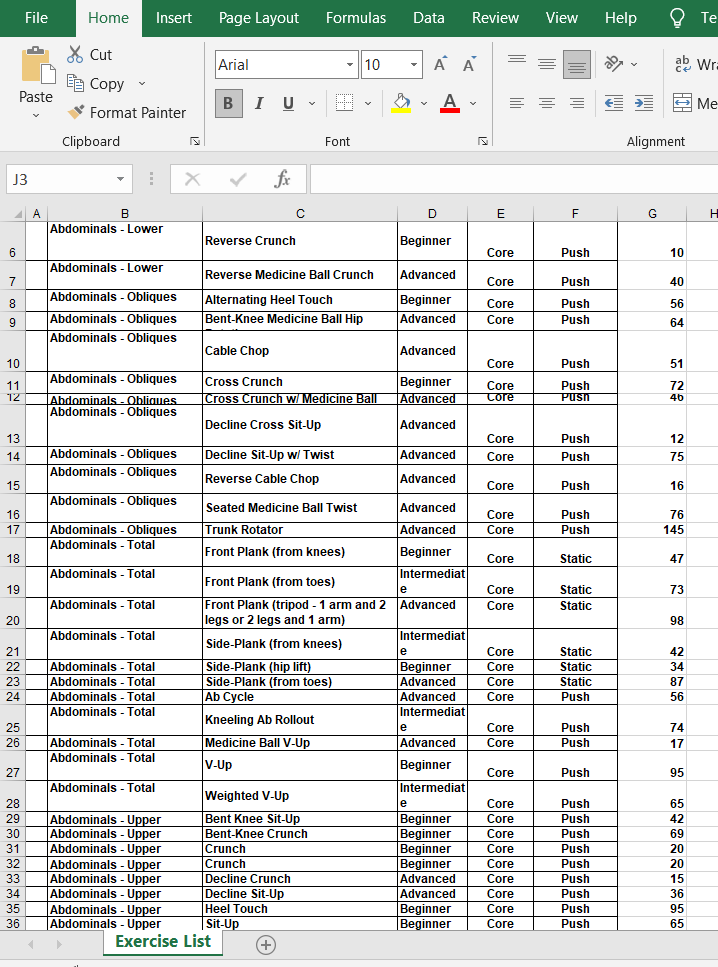 File Home Insert Page Layout Formulas Data Review View Help Te
Cut
Copy
Format Painter
Paste
Arial 10
A A
B I U A
ab
c Wra
Me
Clipboard Font Alignment
J3 fx
A B C D E F G H
6 Abdominals - Lower Reverse Crunch Beginner Core Push 10
7 Abdominals - Lower Reverse Medicine Ball Crunch Advanced Core Push 40
8 Abdominals - Obliques Alternating Heel Touch Beginner Core Push 56
9 Abdominals - Obliques Bent-Knee Medicine Ball Hip Advanced Core Push 64
10 Abdominals - Obliques Cable Chop Advanced Core Push 51
11 Abdominals - Obliques Cross Crunch Beginner Core Push 72
12 Abdominals - Obliques Cross Crunch w/ Medicine Ball Advanced Core Push 46
13 Abdominals - Obliques Decline Cross Sit-Up Advanced Core Push 12
14 Abdominals - Obliques Decline Sit-Up w/ Twist Advanced Core Push 75
15 Abdominals - Obliques Reverse Cable Chop Advanced Core Push 16
16 Abdominals - Obliques Seated Medicine Ball Twist Advanced Core Push 76
17 Abdominals - Obliques Trunk Rotator Advanced Core Push 145
18 Abdominals - Total Front Plank (from knees) Beginner Core Static 47
19 Abdominals - Total Front Plank (from toes) Intermediat
e Core Static 73
20 Abdominals - Total Front Plank (tripod - 1 arm and 2 Advanced Core Static
legs or 2 legs and 1 arm) 98
21 Abdominals - Total Side-Plank (from knees) Intermediat
e Core Static 42
22 Abdominals - Total Side-Plank (hip lift) Beginner Core Static 34
23 Abdominals - Total Side-Plank (from toes) Advanced Core Static 87
24 Abdominals - Total Ab Cycle Advanced Core Push 56
25 Abdominals - Total Kneeling Ab Rollout Intermediat
e Core Push 74
26 Abdominals - Total Medicine Ball V-Up Advanced Core Push 17
27 Abdominals - Total V-Up Beginner Core Push 95
28 Abdominals - Total Weighted V-Up Intermediat
e Core Push 65
29 Abdominals - Upper Bent Knee Sit-Up Beginner Core Push 42
30 Abdominals - Upper Bent-Knee Crunch Beginner Core Push 69
31 Abdominals - Upper Crunch Beginner Core Push 20
32 Abdominals - Upper Crunch Beginner Core Push 20
33 Abdominals - Upper Decline Crunch Advanced Core Push 15
34 Abdominals - Upper Decline Sit-Up Advanced Core Push 36
35 Abdominals - Upper Heel Touch Beginner Core Push 95
36 Abdominals - Upper Sit-Up Beginner Core Push 65
Exercise List